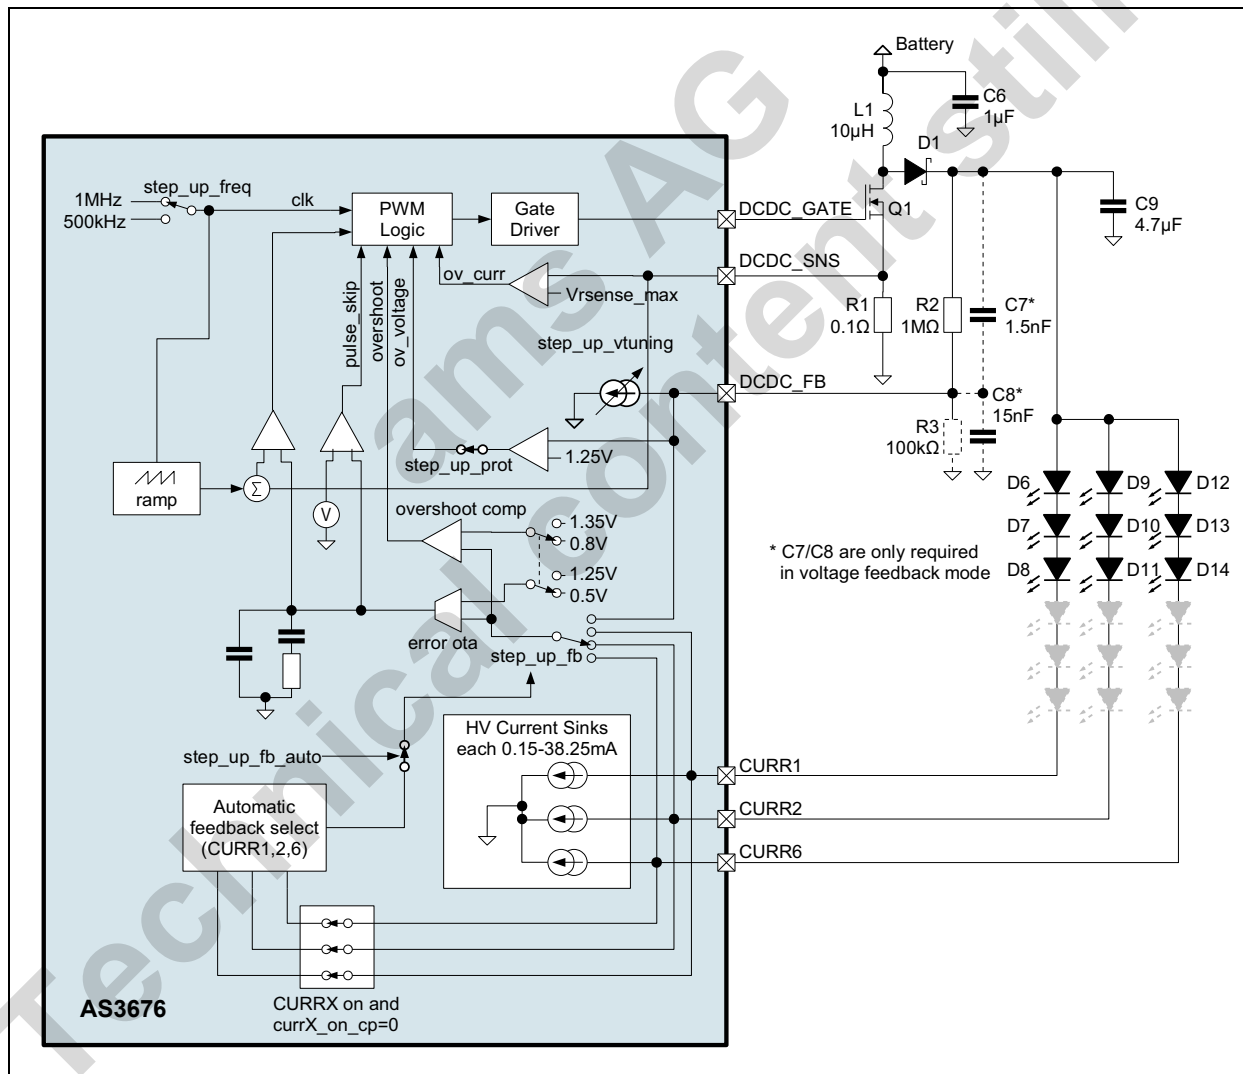 Battery
C6
1µF
L1
10µH
D1
Q1
C9
4.7µF
1MHz
500kHz
step_up_freq
clk
PWM
Logic
Gate
Driver
DCDC_GATE
DCDC_SNS
ov_curr
Vrsense_max
pulse_skip
overshoot
ov_voltage
R1
0.1Ω
R2
1MΩ
C7*
1.5nF
step_up_vtuning
DCDC_FB
C8*
15nF
R3
100kΩ
step_up_prot
1.25V
ramp
Σ
V
overshoot comp
1.35V
0.8V
1.25V
0.5V
error ota
step_up_fb
* C7/C8 are only required
in voltage feedback mode
D6
D9
D12
D7
D10
D13
D8
D11
D14
HV Current Sinks
each 0.15-38.25mA
step_up_fb_auto
Automatic
feedback select
(CURR1,2,6)
CURR1
CURR2
CURR6
AS3676
CURRX on and
currX_on_cp=0
ams AG
Technical content still